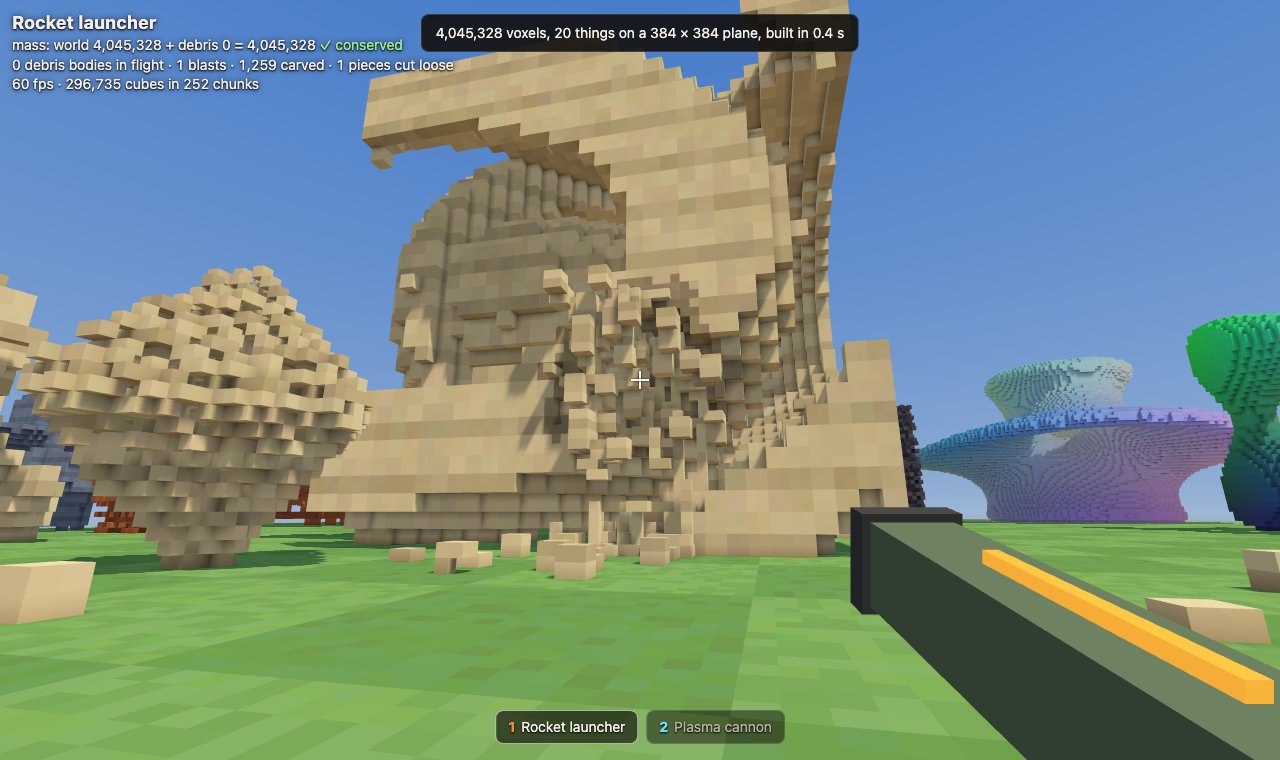 Rocket launcher
mass: world 4,045,328 + debris 0 = 4,045,328 ✓ conserved
0 debris bodies in flight · 1 blasts · 1,259 carved · 1 pieces cut loose
60 fps · 296,735 cubes in 252 chunks
4,045,328 voxels, 20 things on a 384 × 384 plane, built in 0.4 s
1 Rocket launcher
2 Plasma cannon